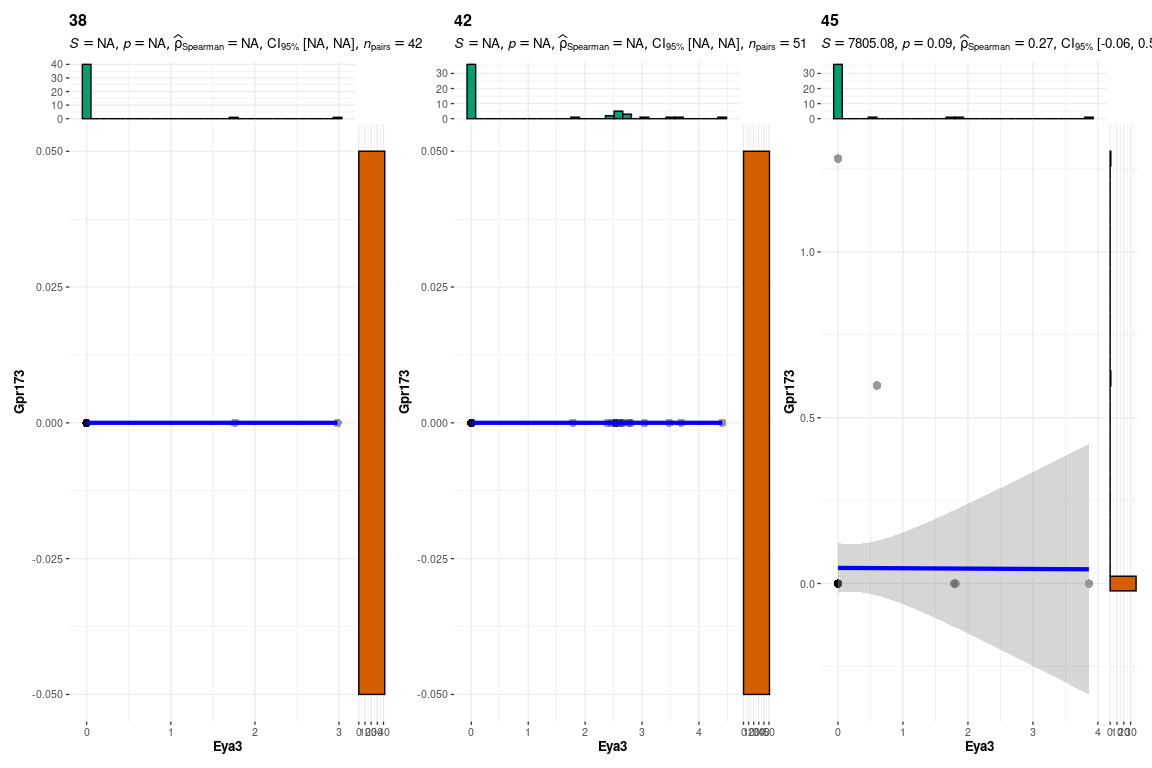 38 42 45
S = NA, p = NA, ρ̂Spearman = NA, CI95% [NA, NA], npairs = 42
S = NA, p = NA, ρ̂Spearman = NA, CI95% [NA, NA], npairs = 51
S = 7805.08, p = 0.09, ρ̂Spearman = 0.27, CI95% [-0.06, 0.5
40
30
20
10
0
30
20
10
0
30
20
10
0
0.050
0.025
0.000
-0.025
-0.050
Gpr173
0 1 2 3
Eya3
0.050
0.025
0.000
-0.025
-0.050
Gpr173
0 1 2 3 4
Eya3
1.0
0.5
0.0
Gpr173
0 1 2 3 4
Eya3